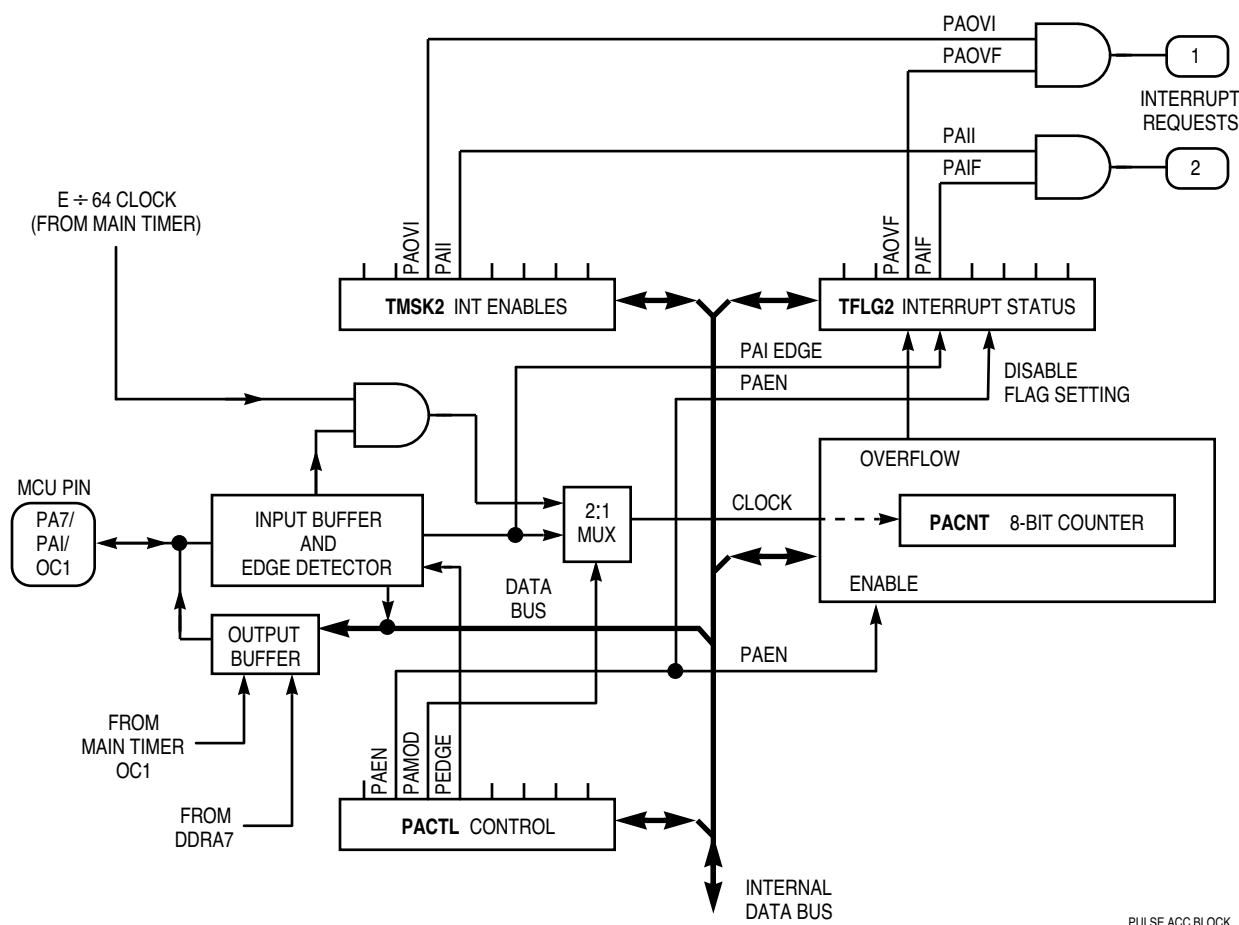 PAOVI
PAOVF
1
INTERRUPT
REQUESTS
PAII
PAIF
2
E ÷ 64 CLOCK
(FROM MAIN TIMER)
PAOVI
PAII
PAOVF
PAIF
TMSK2 INT ENABLES
TFLG2 INTERRUPT STATUS
PAI EDGE
PAEN
DISABLE
FLAG SETTING
OVERFLOW
MCU PIN
PA7/
PAI/
OC1
INPUT BUFFER
AND
EDGE DETECTOR
2:1
MUX
CLOCK
PACNT 8-BIT COUNTER
ENABLE
DATA
BUS
OUTPUT
BUFFER
PAEN
FROM
MAIN TIMER
OC1
FROM
DDRA7
PAEN
PAMOD
PEDGE
PACTL CONTROL
INTERNAL
DATA BUS
PULSE ACC BLOCK